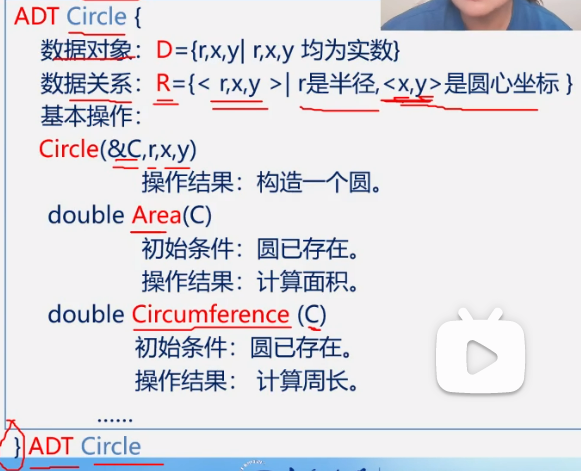 ADT Circle {
数据对象：D={r,x,y| r,x,y 均为实数}
数据关系：R={< r,x,y >| r是半径,<x,y>是圆心坐标 }
基本操作：
Circle(&C,r,x,y)
操作结果：构造一个圆。
double Area(C)
初始条件：圆已存在。
操作结果：计算面积。
double Circumference (C)
初始条件：圆已存在。
操作结果： 计算周长。
......
} ADT Circle